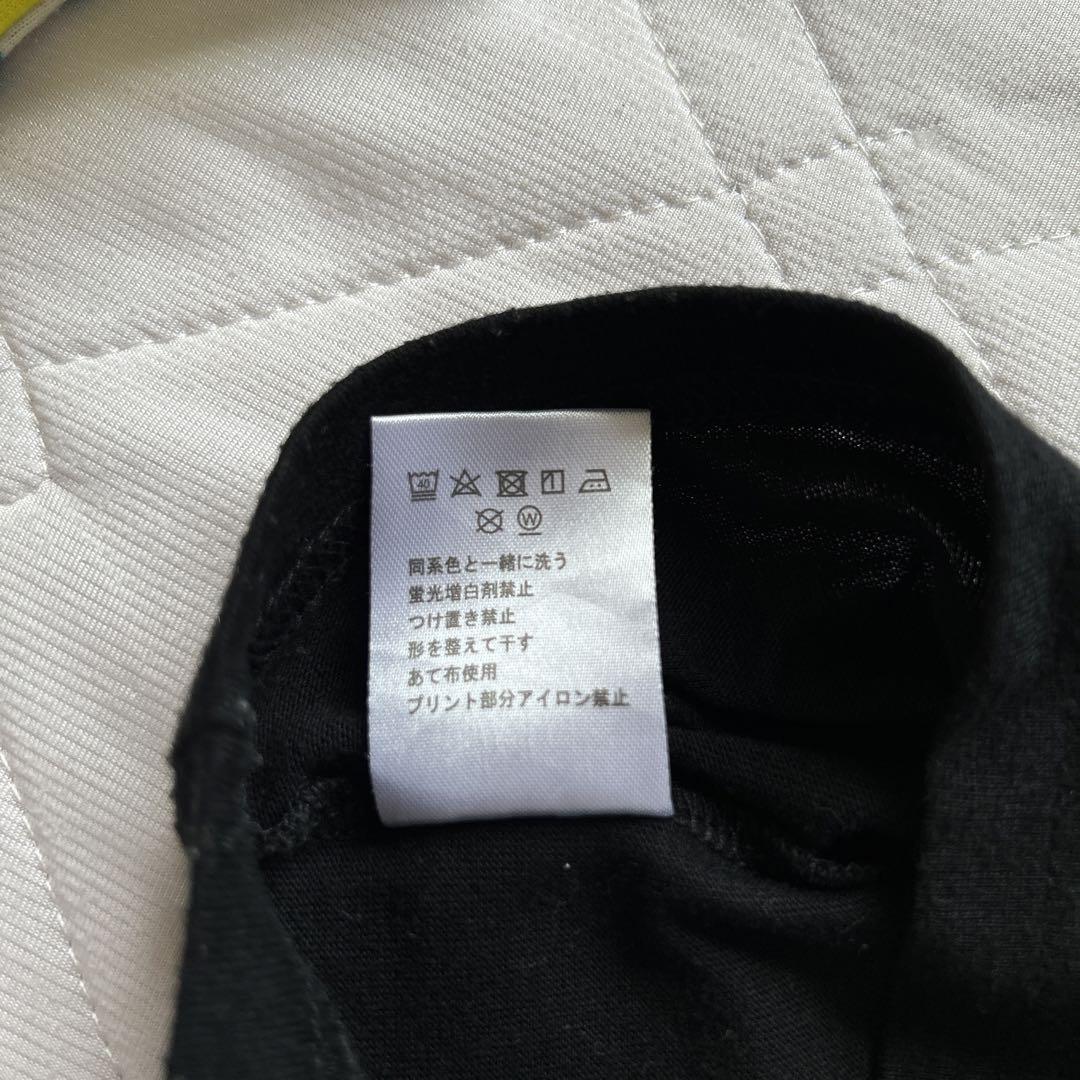 40
W
同系色と一緒に洗う
蛍光増白剤禁止
つけ置き禁止
形を整えて干す
あて布使用
プリント部分アイロン禁止